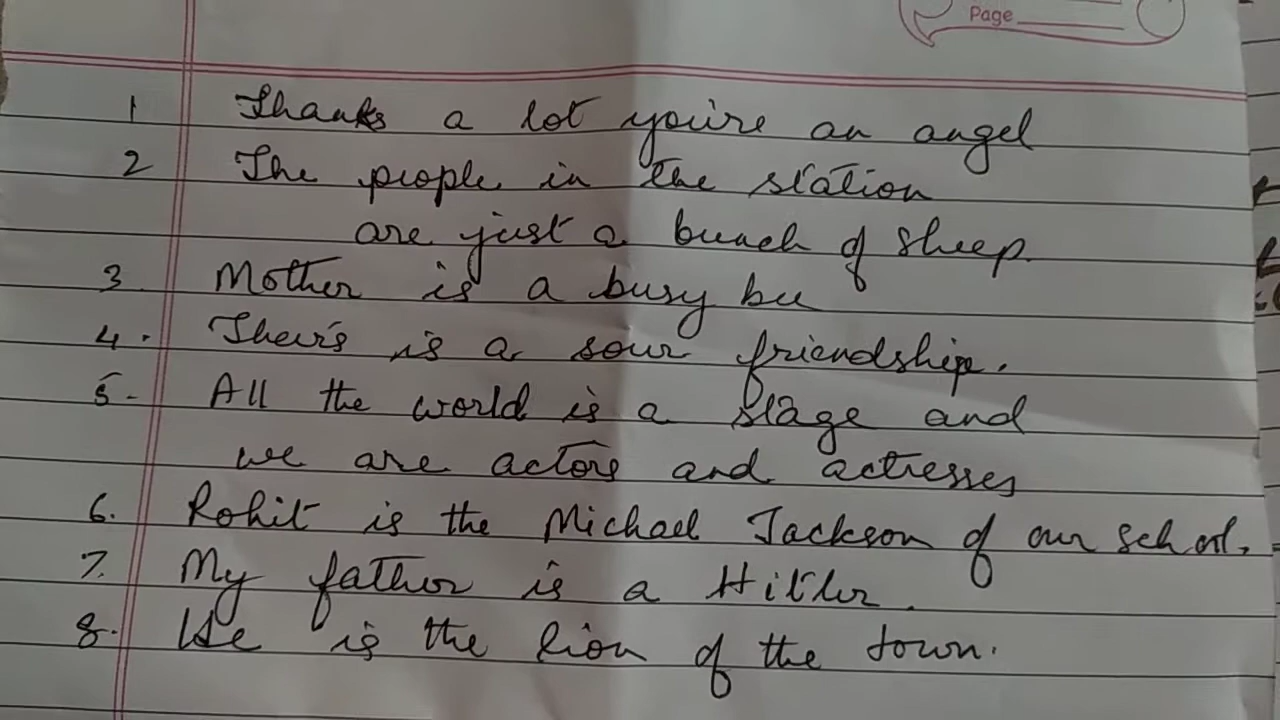 Page
1 Thanks a lot you're an angel
2 The people in the station
are just a bunch of sheep.
3 Mother is a busy bee
4. Their's is a sour friendship.
5- All the world is a stage and
we are actors and actresses
6. Rohit is the Michael Jackson of our school.
7. My father is a Hitler.
8. He is the lion of the town.